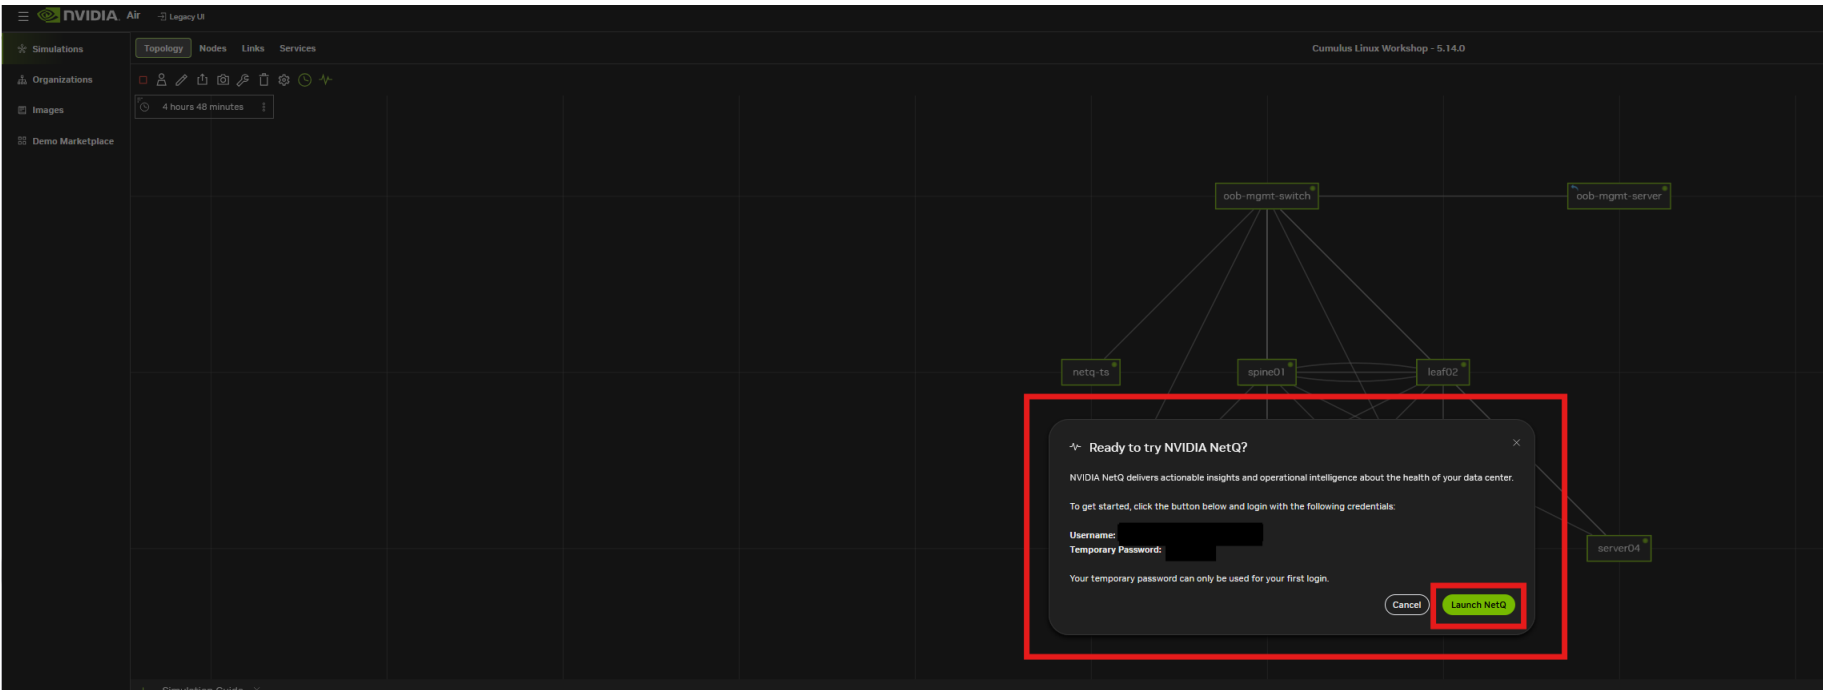 NVIDIA. Air Legacy UI
Simulations
Organizations
Images
Demo Marketplace
Topology Nodes Links Services
Cumulus Linux Workshop - 5.14.0
4 hours 48 minutes
oob-mgmt-switch
oob-mgmt-server
netq-ts
spine01
leaf02
Ready to try NVIDIA NetQ?
NVIDIA NetQ delivers actionable insights and operational intelligence about the health of your data center.
To get started, click the button below and login with the following credentials:
Username:
Temporary Password:
Your temporary password can only be used for your first login.
Cancel Launch NetQ
server04
Simulation Guide